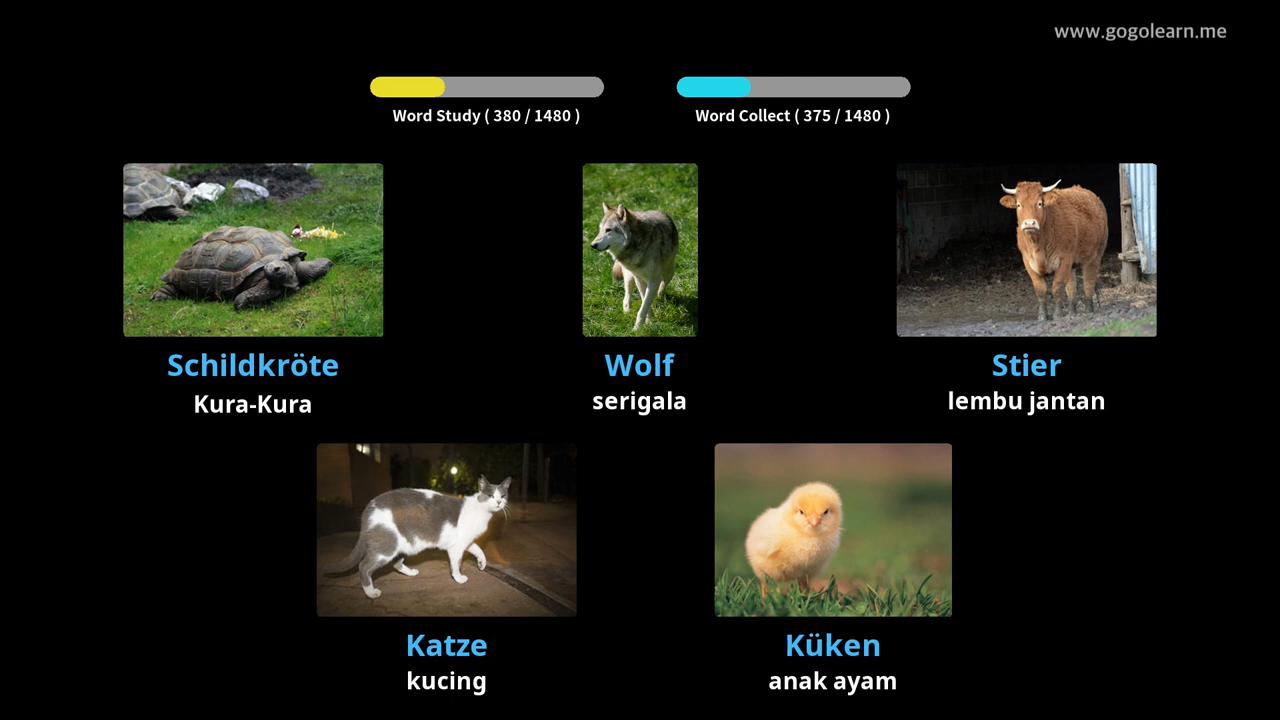 www.gogolearn.me
Word Study ( 380 / 1480 )
Word Collect ( 375 / 1480 )
Schildkröte
Kura-Kura
Wolf
serigala
Stier
lembu jantan
Katze
kucing
Küken
anak ayam